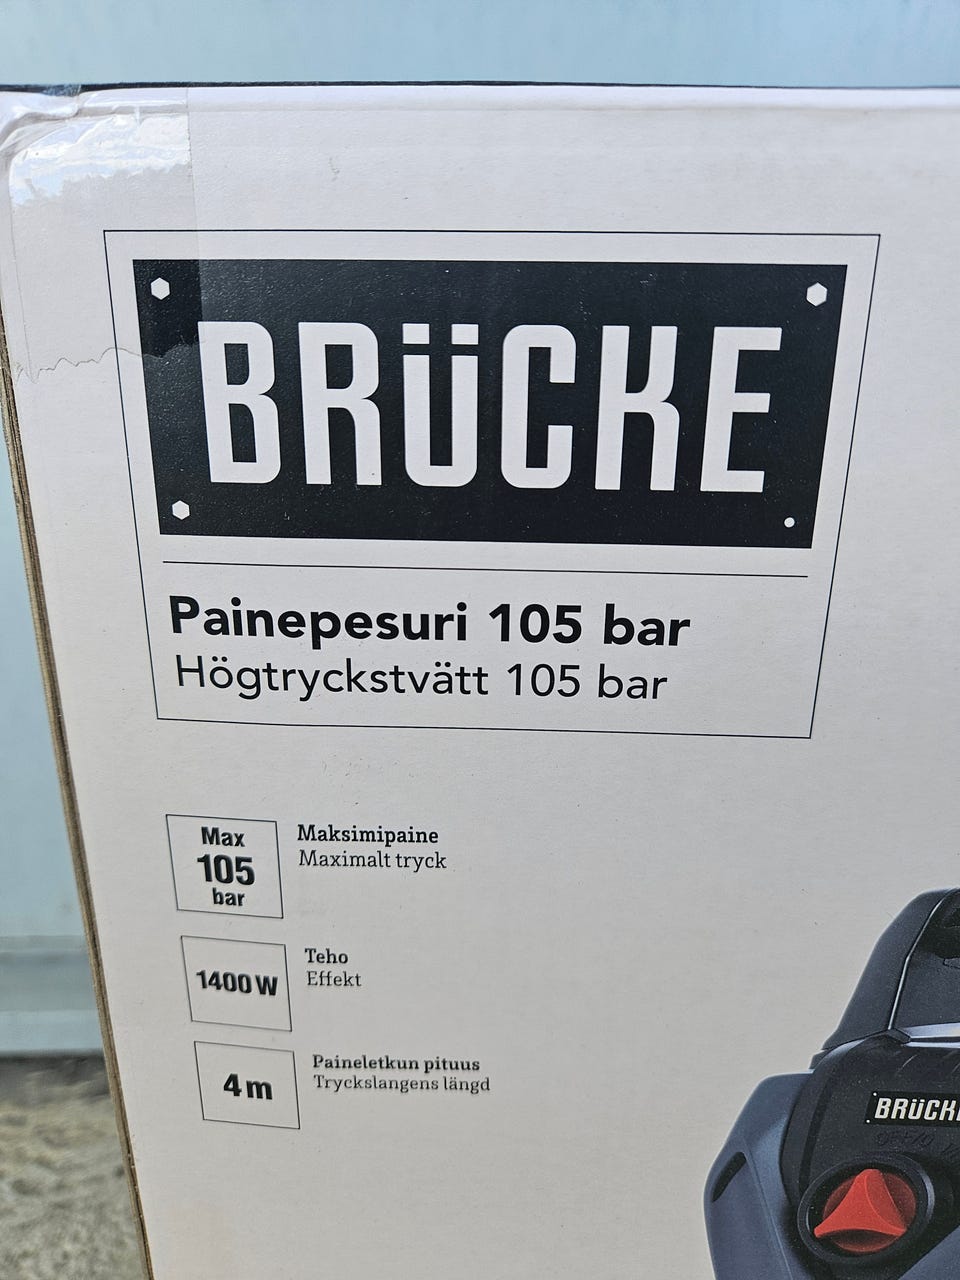 BRüCKE
Painepesuri 105 bar
Högtryckstvätt 105 bar
Max
105
bar
Maksimipaine
Maximalt tryck
1400 W
Teho
Effekt
4 m
Paineletkun pituus
Tryckslangens längd
BRüCK